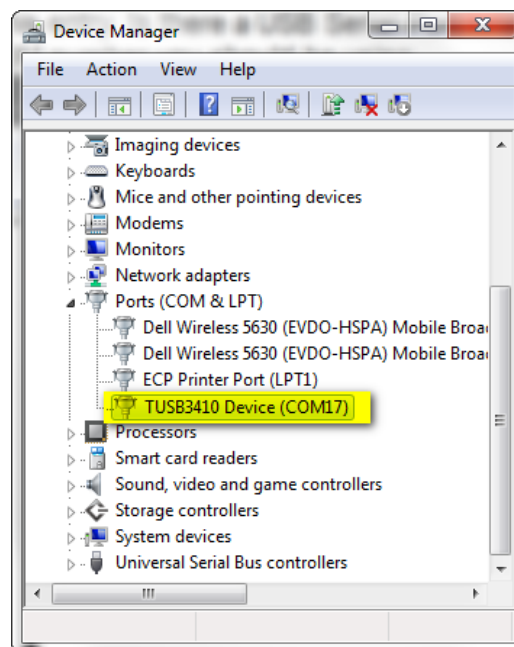 Device Manager
File Action View Help
Imaging devices
Keyboards
Mice and other pointing devices
Modems
Monitors
Network adapters
Ports (COM & LPT)
Dell Wireless 5630 (EVDO-HSPA) Mobile Broa
Dell Wireless 5630 (EVDO-HSPA) Mobile Broa
ECP Printer Port (LPT1)
TUSB3410 Device (COM17)
Processors
Smart card readers
Sound, video and game controllers
Storage controllers
System devices
Universal Serial Bus controllers